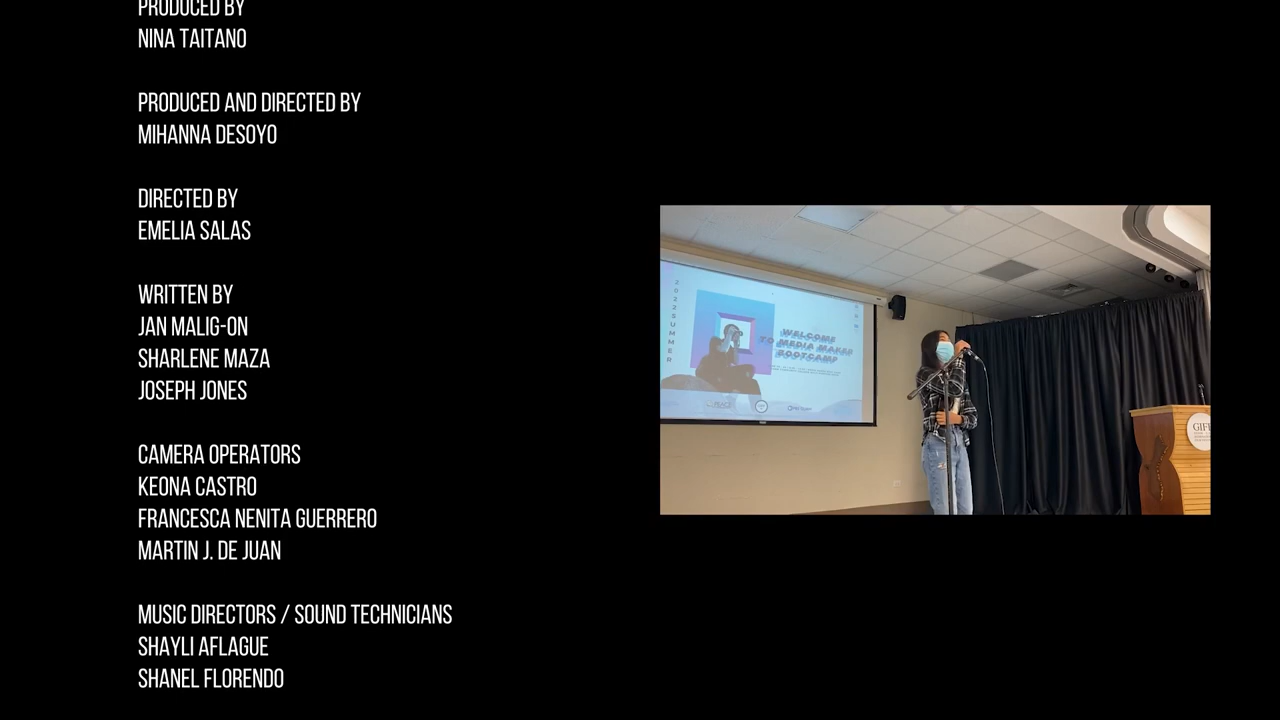 PRODUCED BY
NINA TAITANO
PRODUCED AND DIRECTED BY
MIHANNA DESOYO
DIRECTED BY
EMELIA SALAS
WRITTEN BY
JAN MALIG-ON
SHARLENE MAZA
JOSEPH JONES
CAMERA OPERATORS
KEONA CASTRO
FRANCESCA NENITA GUERRERO
MARTIN J. DE JUAN
MUSIC DIRECTORS / SOUND TECHNICIANS
SHAYLI AFLAGUE
SHANEL FLORENDO
2022 SUMMER
WELCOME
TO MEDIA MAKER
BOOTCAMP